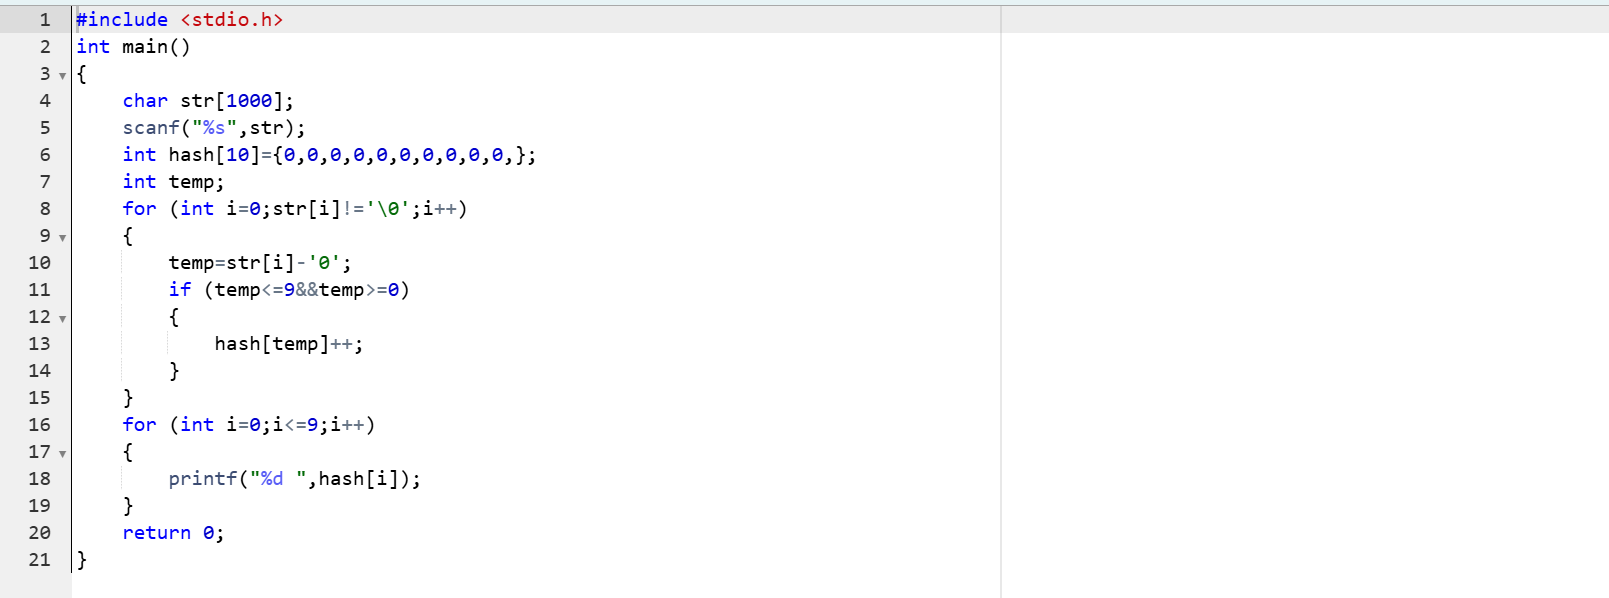 1 #include <stdio.h>
2 int main()
3 {
4     char str[1000];
5     scanf("%s",str);
6     int hash[10]={0,0,0,0,0,0,0,0,0,0,};
7     int temp;
8     for (int i=0;str[i]!='\0';i++)
9     {
10         temp=str[i]-'0';
11         if (temp<=9&&temp>=0)
12         {
13             hash[temp]++;
14         }
15     }
16     for (int i=0;i<=9;i++)
17     {
18         printf("%d ",hash[i]);
19     }
20     return 0;
21 }